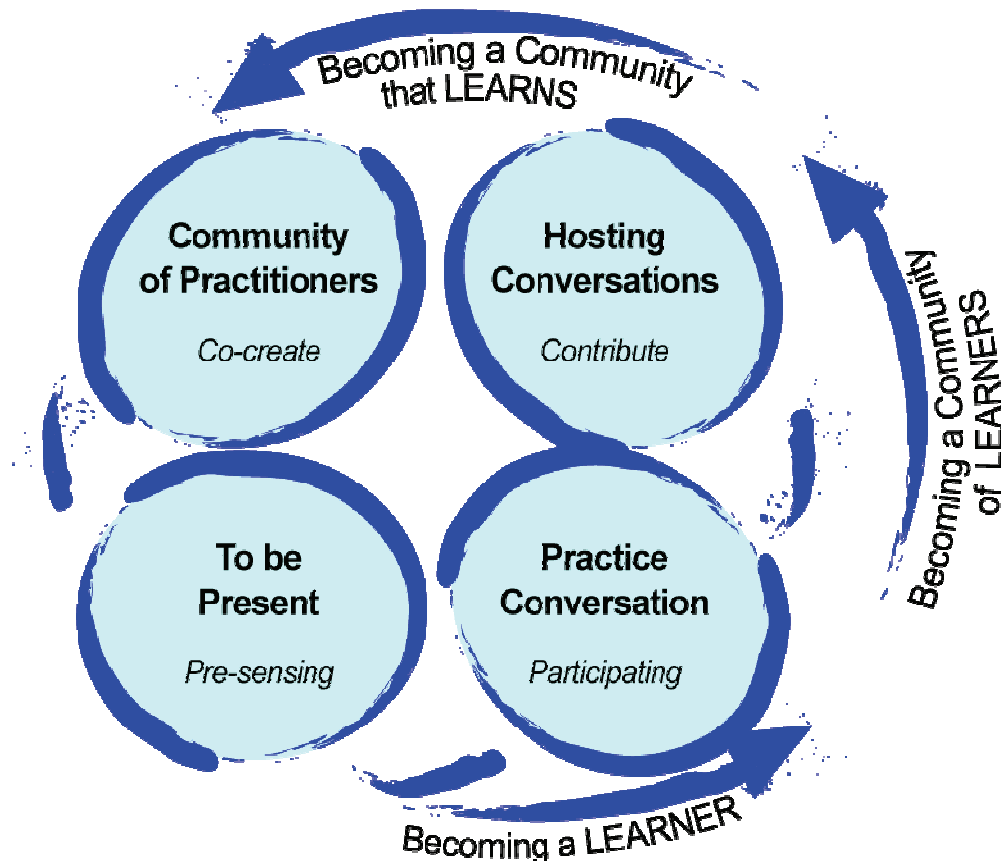 Becoming a Community
that LEARNS
Community
of Practitioners
Co-create
Hosting
Conversations
Contribute
Becoming a Community
of LEARNERS
To be
Present
Pre-sensing
Practice
Conversation
Participating
Becoming a LEARNER